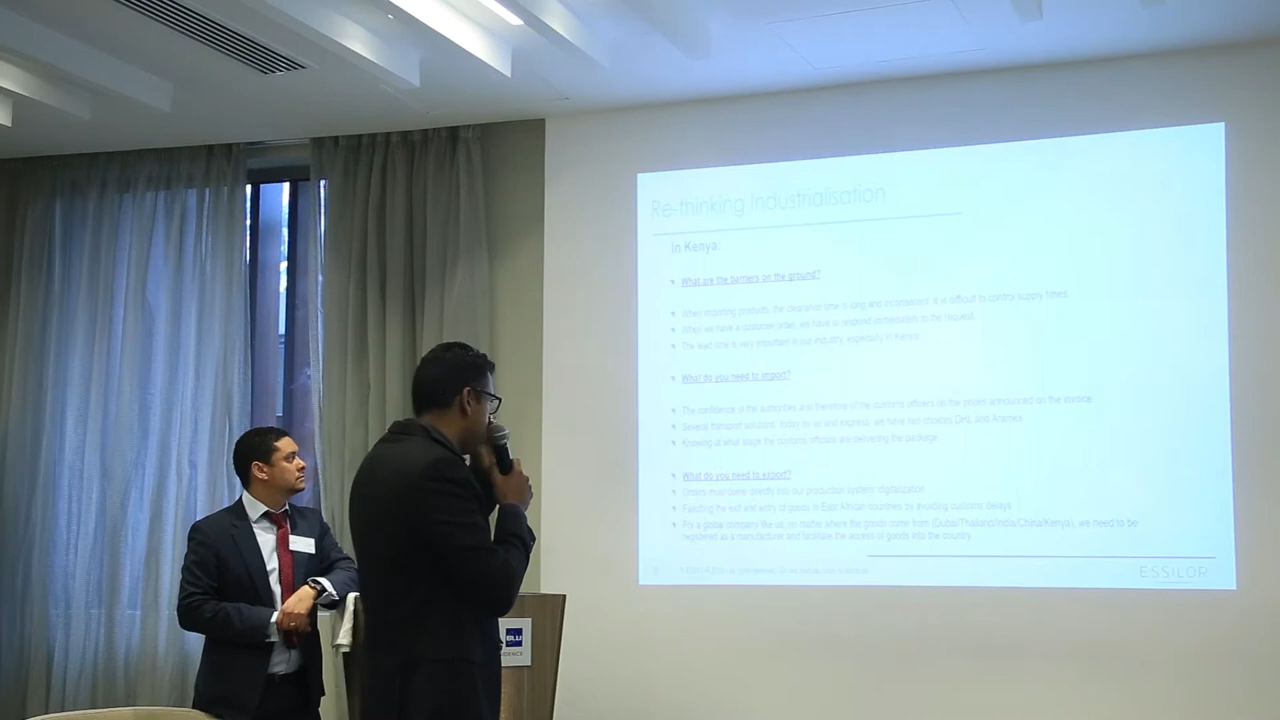 Re-thinking Industrialisation
In Kenya:
What are the barriers on the ground?
When importing products, the clearance time is long and inconsistent. It is difficult to control supply times.
When we have a customer order, we have to respond immediately to the request.
The lead time is very important in our industry, especially in Kenya
What do you need to import?
The confidence of the authorities and therefore of the customs officers on the prices announced on the invoice
Several transport solutions, today by air and express, we have two choices DHL and Aramex.
Knowing at what stage the customs officials are delivering the package.
What do you need to export?
Orders must come directly into our production system: digitalization
Faciliting the exit and entry of goods in East African countries by avoiding customs delays
For a global company like us, no matter where the goods come from (Dubai/Thailand/India/China/Kenya), we need to be
registered as a manufacturer and facilitate the access of goods into the country.
ESSILOR
BLU